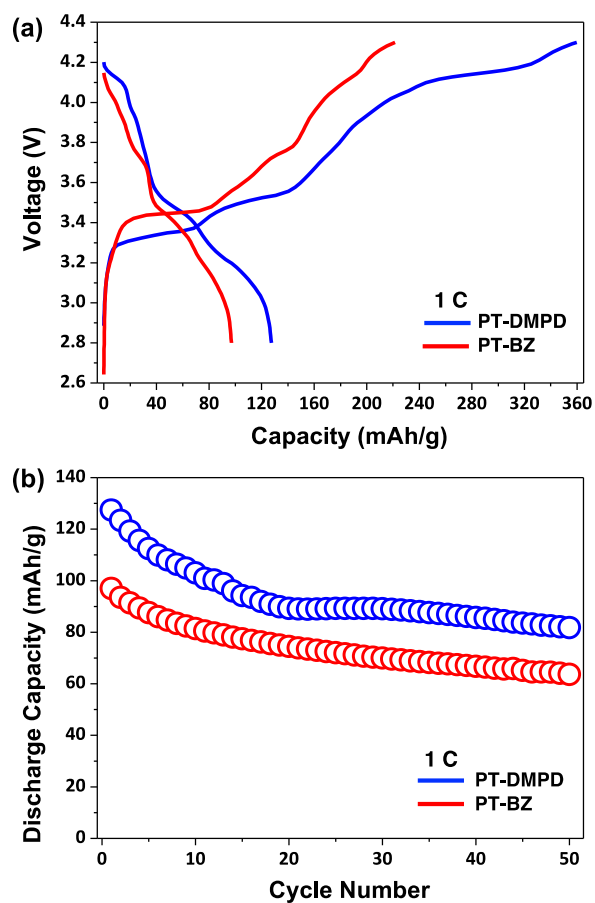 (a)
4.4
4.2
4.0
3.8
3.6
3.4
3.2
3.0
2.8
2.6
Voltage (V)
1 C
PT-DMPD
PT-BZ
0 40 80 120 160 200 240 280 320 360
Capacity (mAh/g)
(b)
140
120
100
80
60
40
20
0
Discharge Capacity (mAh/g)
1 C
PT-DMPD
PT-BZ
0 10 20 30 40 50
Cycle Number